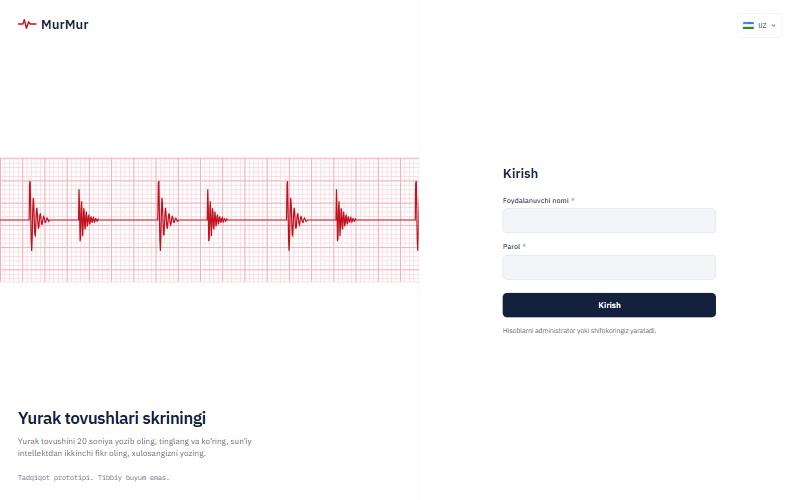 MurMur
UZ
Kirish
Foydalanuvchi nomi *
Parol *
Kirish
Hisoblarni administrator yoki shifokoringiz yaratadi.
Yurak tovushlari skriningi
Yurak tovushini 20 soniya yozib oling, tinglang va ko‘ring, sun’iy
intellektdan ikkinchi fikr oling, xulosangizni yozing.
Tadqiqot prototipi. Tibbiy buyum emas.